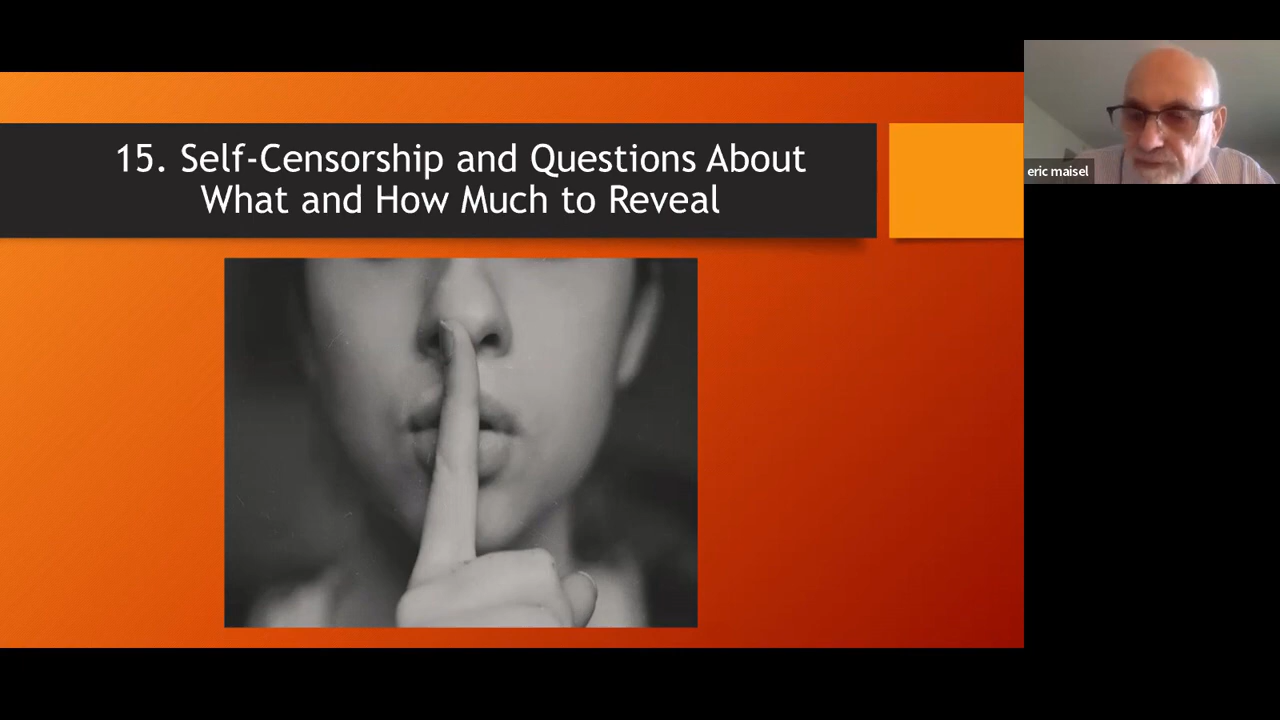 15. Self-Censorship and Questions About
What and How Much to Reveal
eric maisel